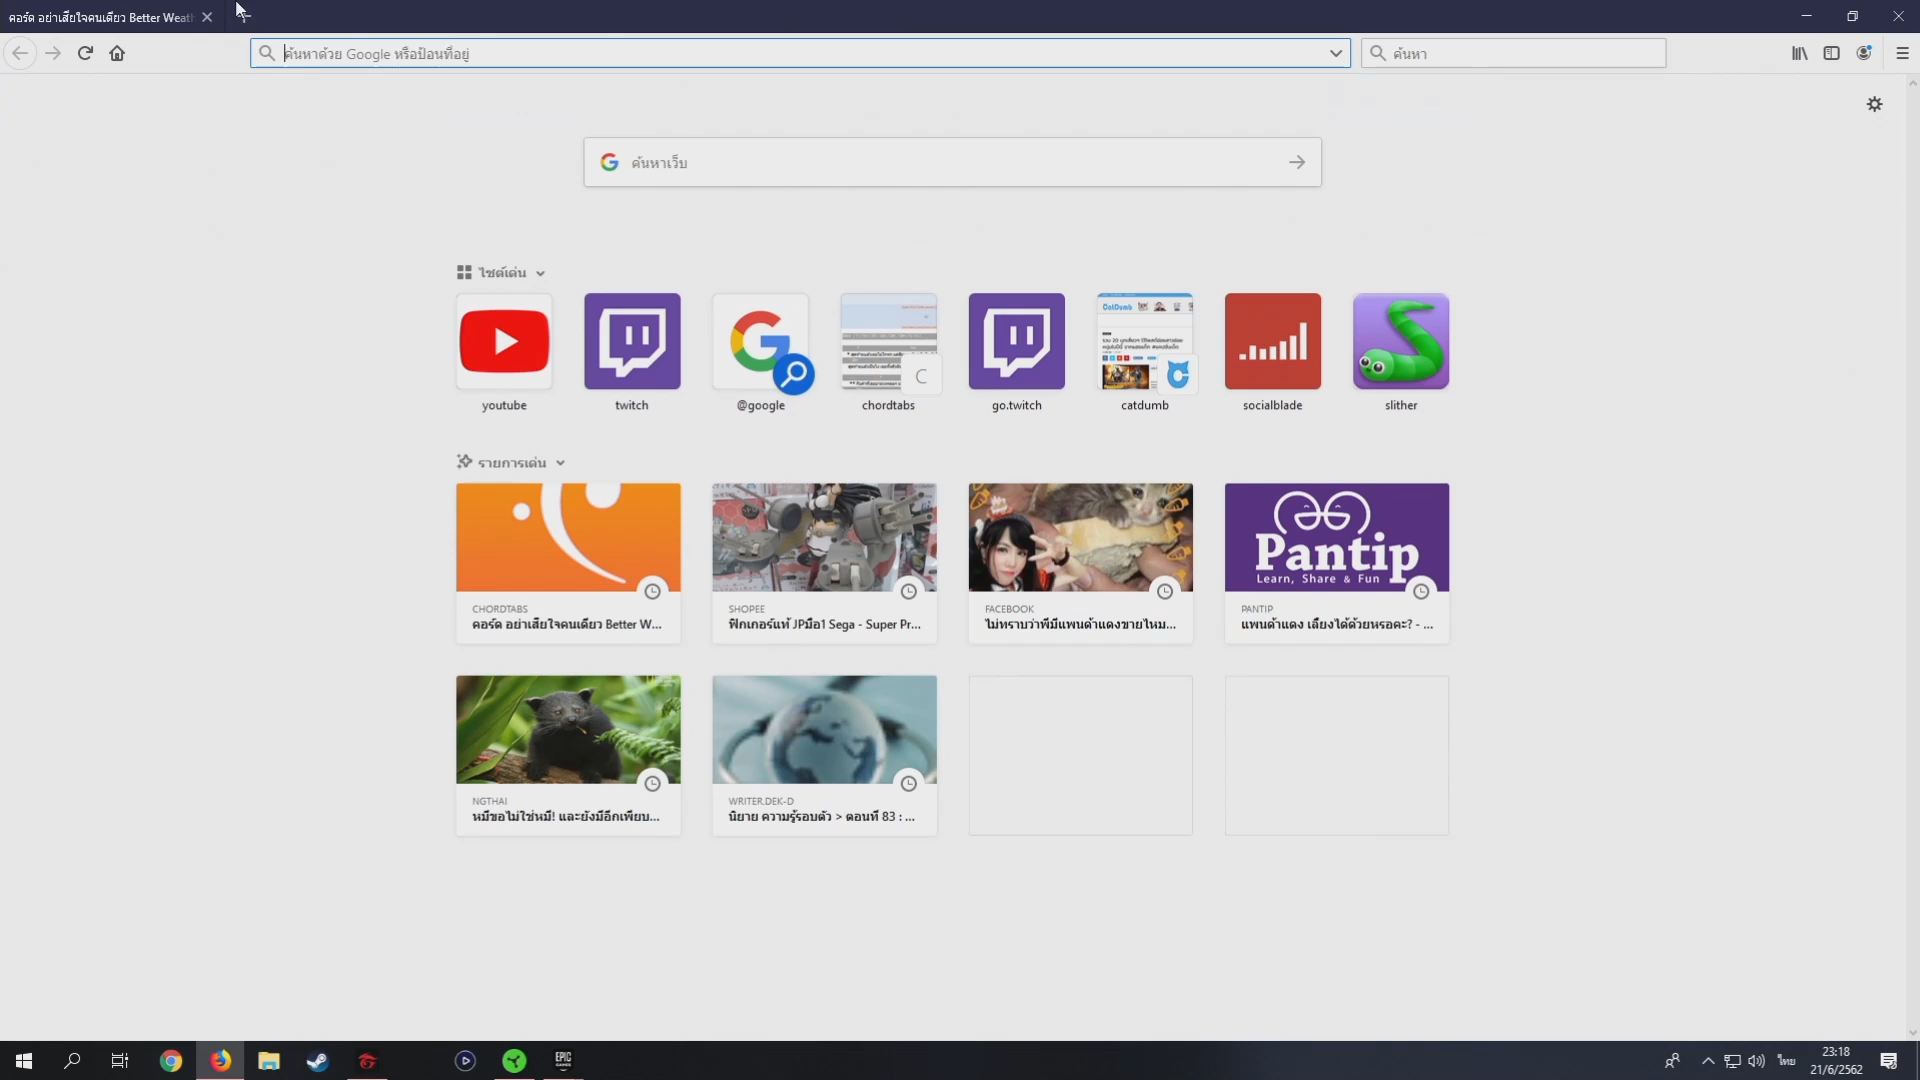 คอร์ด อย่าเสียใจคนเดียว Better Weath
ค้นหาด้วย Google หรือป้อนที่อยู่
ค้นหา
ค้นหาเว็บ
ไซต์เด่น
youtube
twitch
@google
C
chordtabs
go.twitch
CatDumb
catdumb
socialblade
slither
รายการเด่น
CHORDTABS
คอร์ด อย่าเสียใจคนเดียว Better W...
SHOPEE
ฟิกเกอร์แท้ JPมือ1 Sega - Super Pr...
FACEBOOK
ไม่ทราบว่าพี่มีแพนด้าแดงขายไหม...
Pantip
Learn, Share & Fun
PANTIP
แพนด้าแดง เลี้ยงได้ด้วยหรอคะ? - ...
NGTHAI
หมีขอไม่ใช่หมี! และยังมีอีกเพียบ...
WRITER.DEK-D
นิยาย ความรู้รอบตัว > ตอนที่ 83 : ...
EPIC
GAMES
ไทย
23:18
21/6/2562